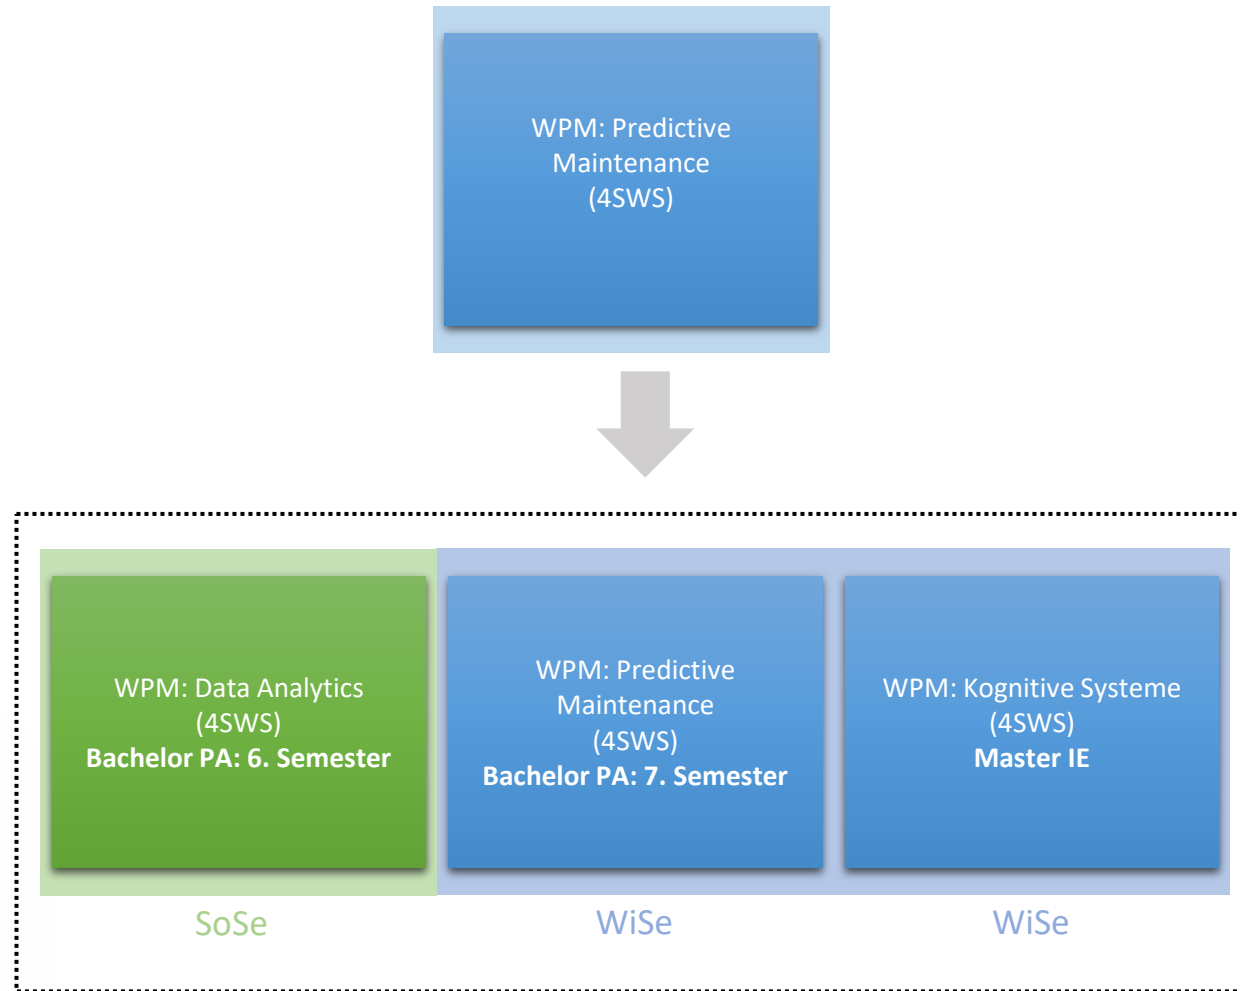 WPM: Predictive
Maintenance
(4SWS)
WPM: Data Analytics
(4SWS)
Bachelor PA: 6. Semester
WPM: Predictive
Maintenance
(4SWS)
Bachelor PA: 7. Semester
WPM: Kognitive Systeme
(4SWS)
Master IE
SoSe
WiSe
WiSe